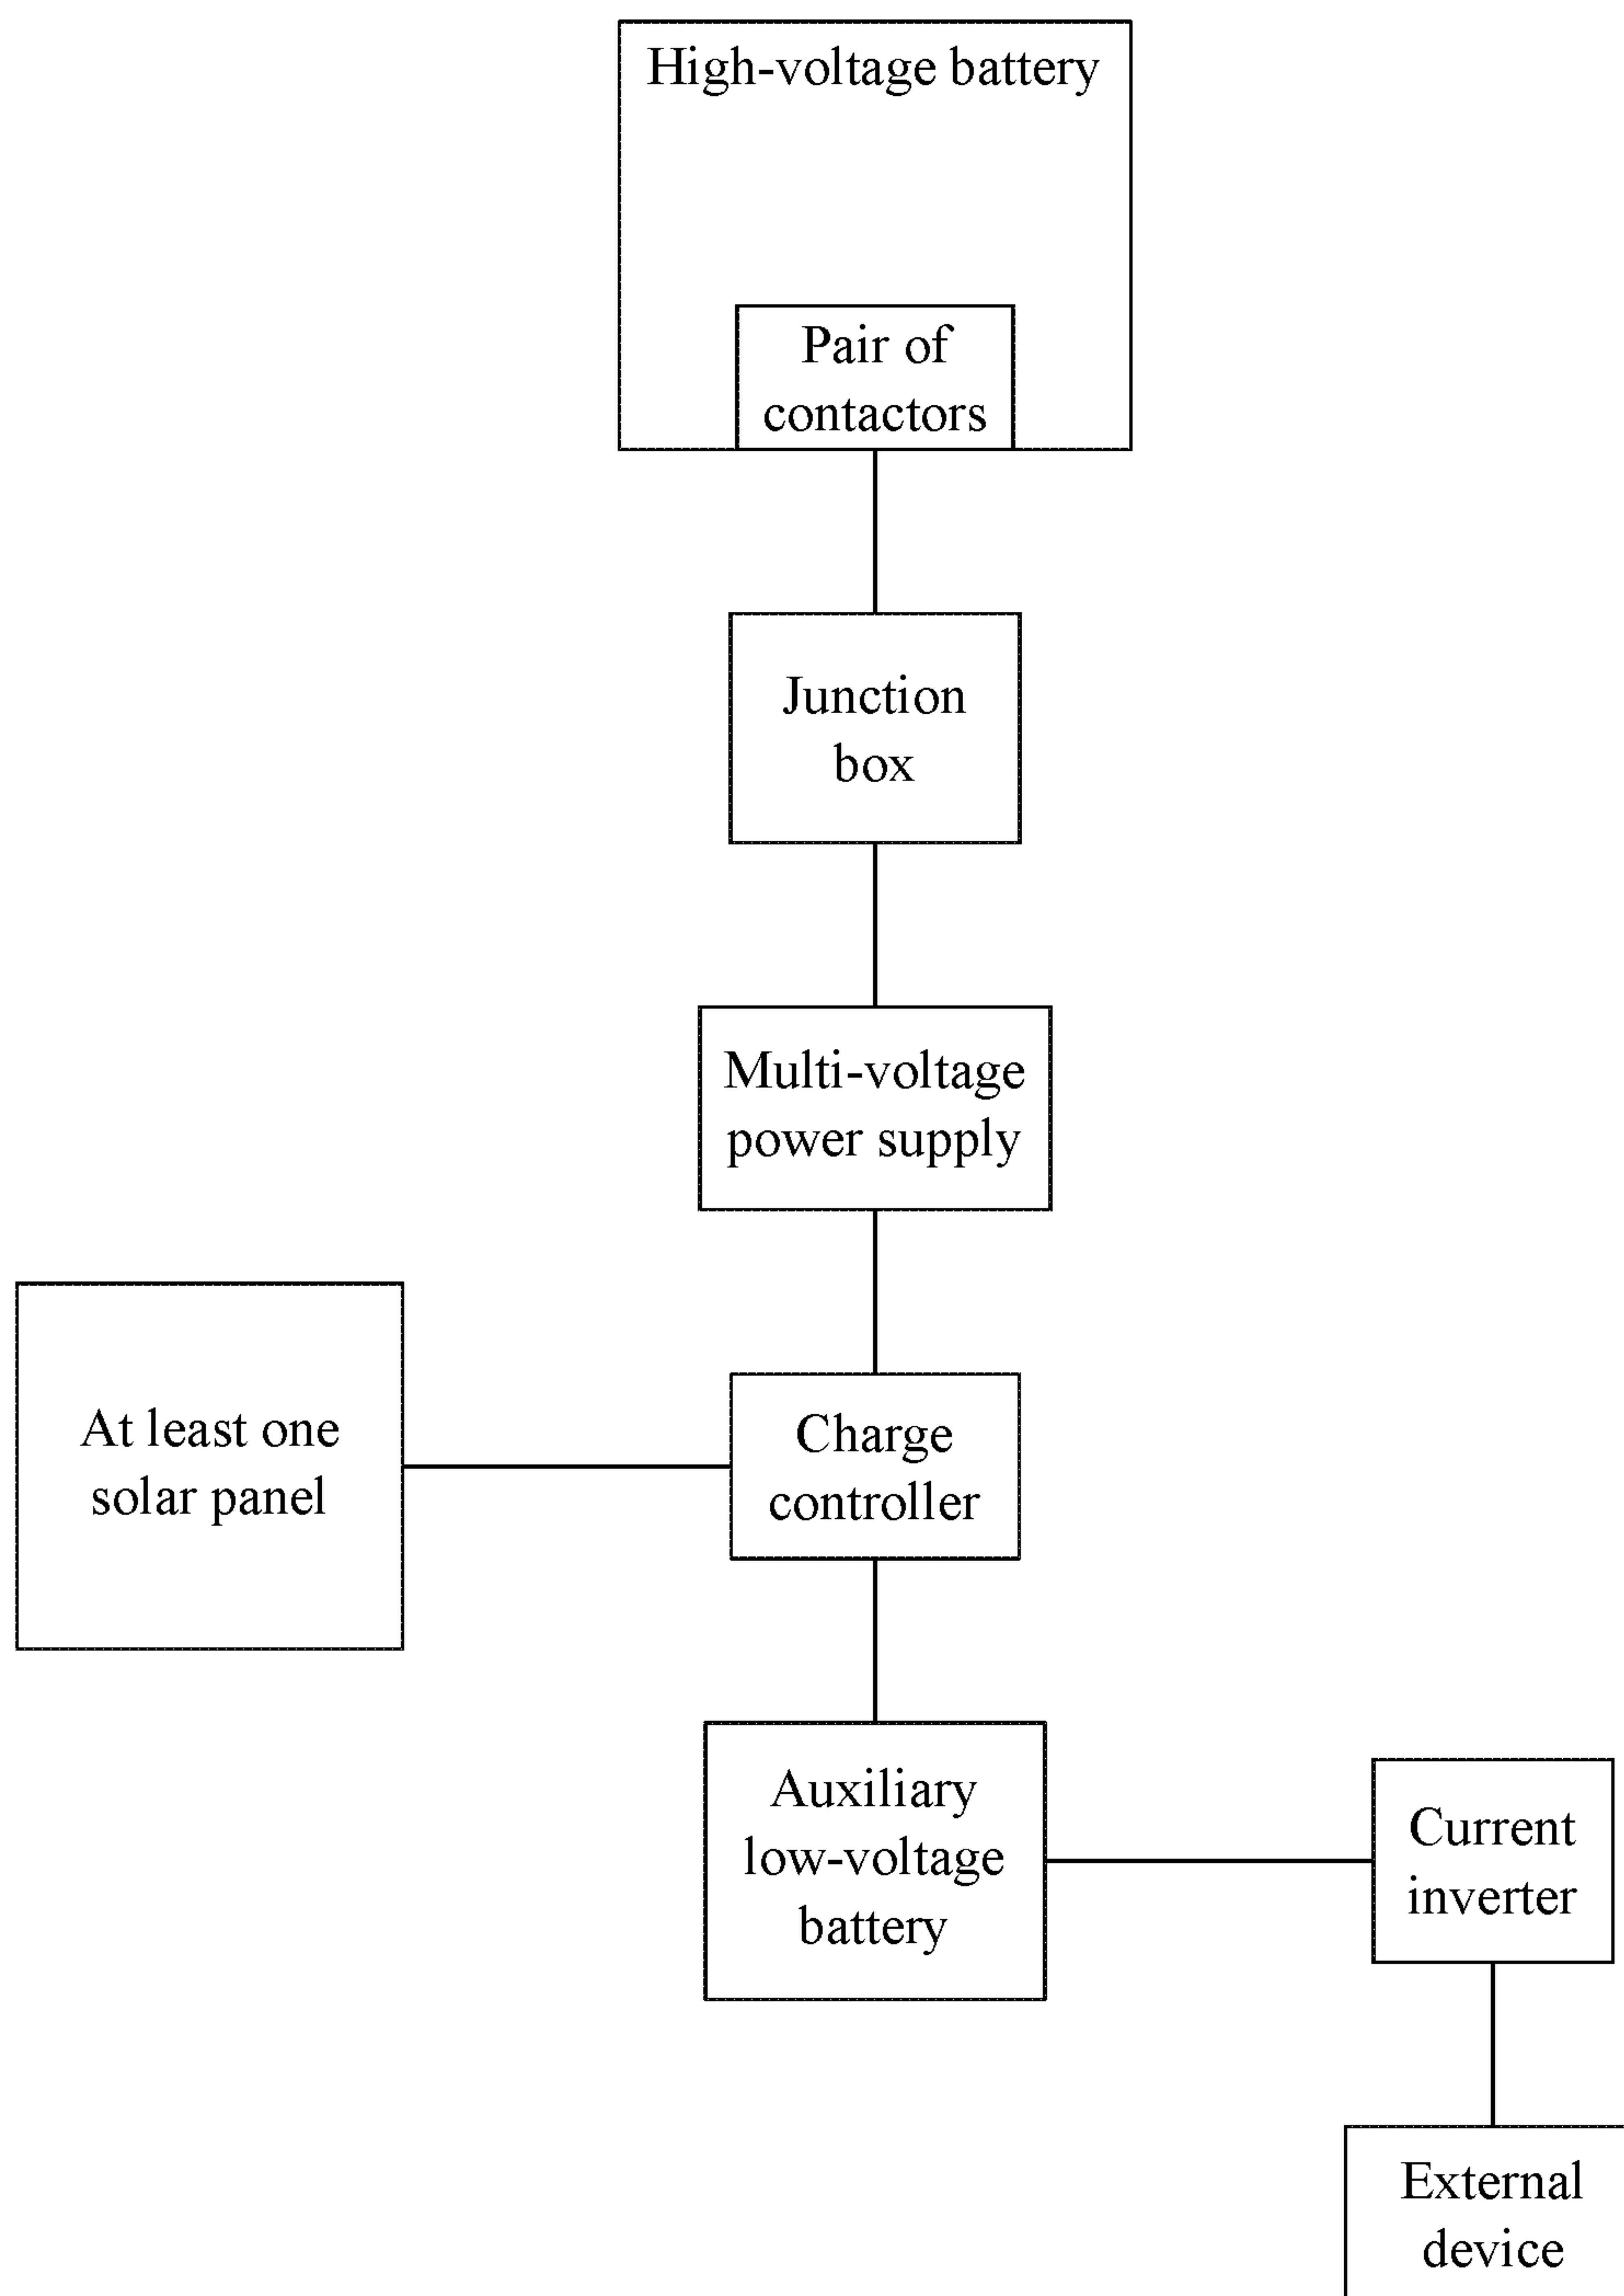 High-voltage battery
Pair of
contactors
Junction
box
Multi-voltage
power supply
At least one
solar panel
Charge
controller
Auxiliary
low-voltage
battery
Current
inverter
External
device